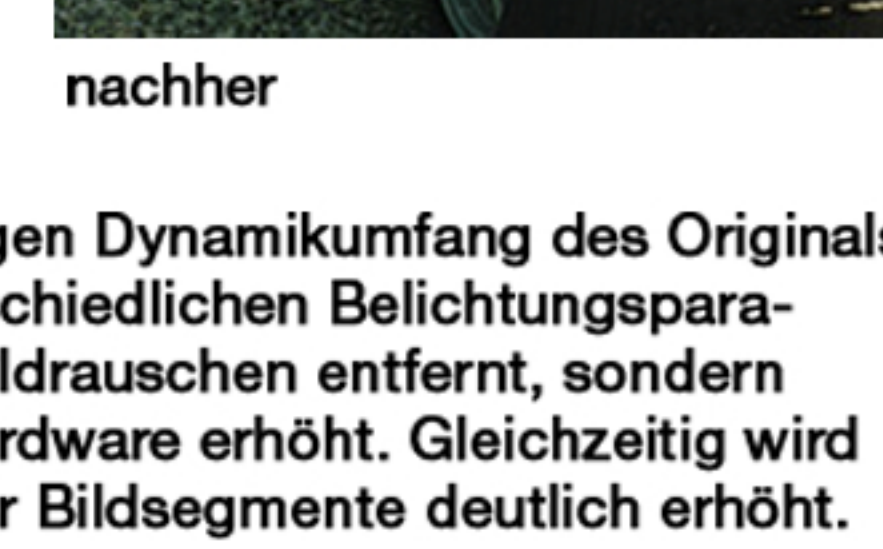 nachher
gen Dynamikumfang des Originals
chiedlichen Belichtungspara-
ldrauschen entfernt, sondern
rdware erhöht. Gleichzeitig wird
r Bildsegmente deutlich erhöht.